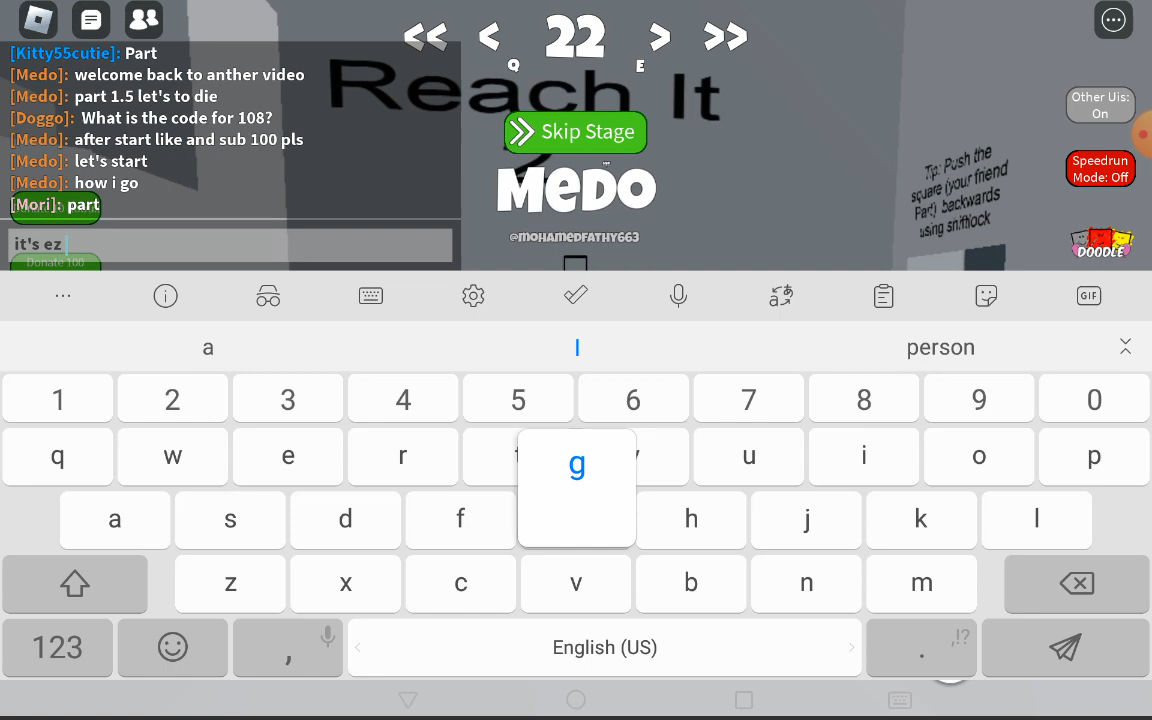 << < 22 > >>
Q E
Reach It
Skip Stage
MeDo
@MOHAMEDFATHY663
[Kitty55cutie]: Part
[Medo]: welcome back to anther video
[Medo]: part 1.5 let's to die
[Doggo]: What is the code for 108?
[Medo]: after start like and sub 100 pls
[Medo]: let's start
[Medo]: how i go
[Mori]: part
it's ez
Donate 100
Other Uis:
On
Speedrun
Mode: Off
DOODLE
Tip: Push the
square (your friend
Part) backwards
using shiftlock
GIF
a I person
1 2 3 4 5 6 7 8 9 0
q w e r u i o p
a s d f g h j k l
z x c v b n m
123 , English (US) . ,!?